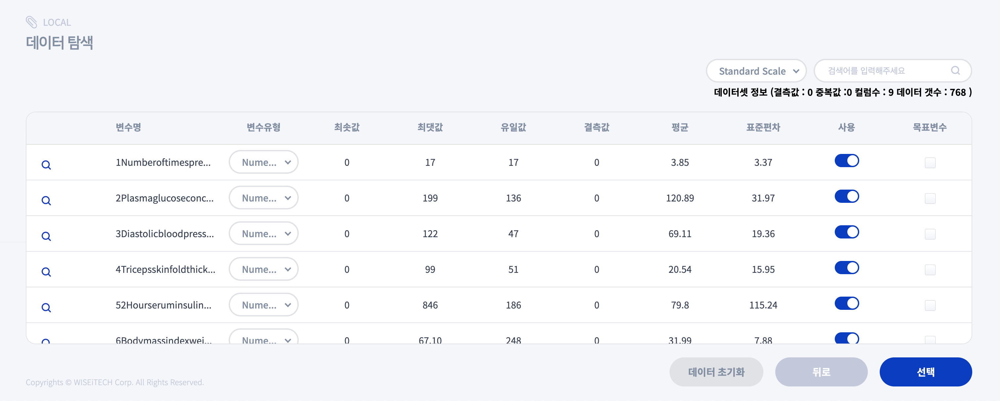 LOCAL
데이터 탐색
Standard Scale 검색어를 입력해주세요
데이터셋 정보 (결측값 : 0 중복값 :0 컬럼수 : 9 데이터 갯수 : 768 )
변수명 변수유형 최솟값 최댓값 유일값 결측값 평균 표준편차 사용 목표변수
1Numberoftimespre... Nume... 0 17 17 0 3.85 3.37
2Plasmaglucoseconc... Nume... 0 199 136 0 120.89 31.97
3Diastolicbloodpress... Nume... 0 122 47 0 69.11 19.36
4Tricepsskinfoldthick... Nume... 0 99 51 0 20.54 15.95
52Hourseruminsulin... Nume... 0 846 186 0 79.8 115.24
6Bodymassindexwei... Nume... 0 67.10 248 0 31.99 7.88
데이터 초기화 뒤로 선택
Copyrights © WISEiTECH Corp. All Rights Reserved.